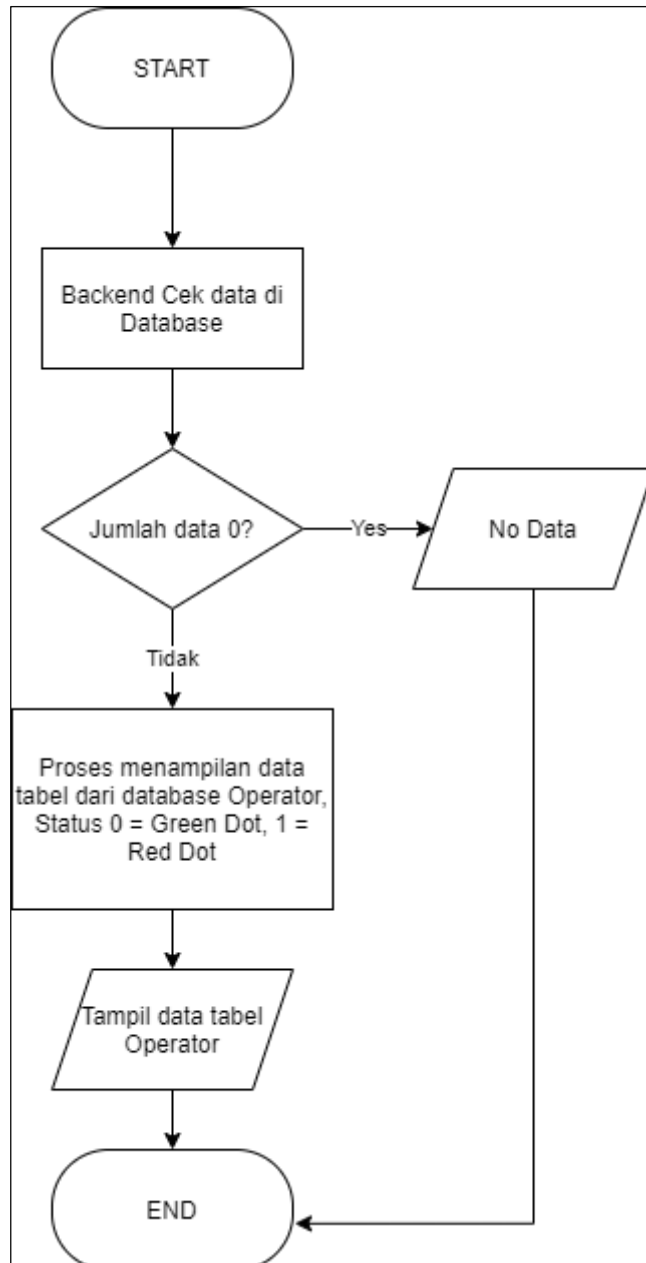 START
Backend Cek data di
Database
Jumlah data 0?
Yes
No Data
Tidak
Proses menampilan data
tabel dari database Operator,
Status 0 = Green Dot, 1 =
Red Dot
Tampil data tabel
Operator
END